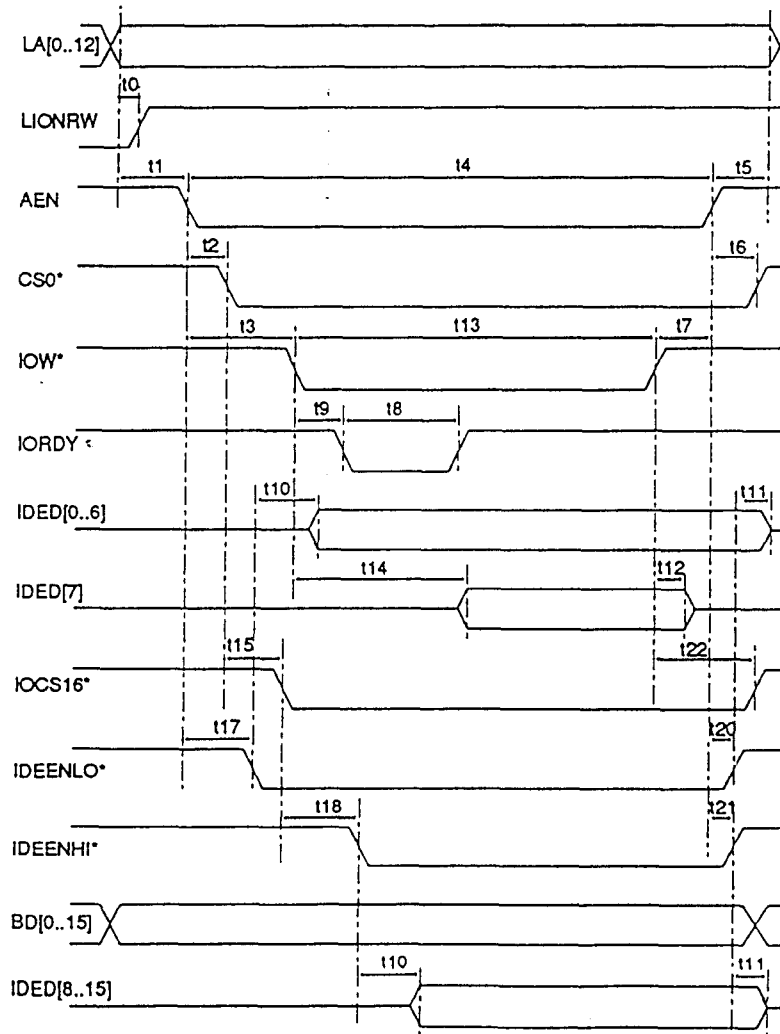 LA[0..12]
t0
LIONRW
t1 t4 t5
AEN
t2 t6
CS0*
t3 t13 t7
IOW*
t9 t8
IORDY
t10 t11
IDED[0..6]
t14 t12
IDED[7]
t15 t22
IOCS16*
t17 t20
IDEENLO*
t18 t21
IDEENHI*
BD[0..15]
t10 t11
IDED[8..15]